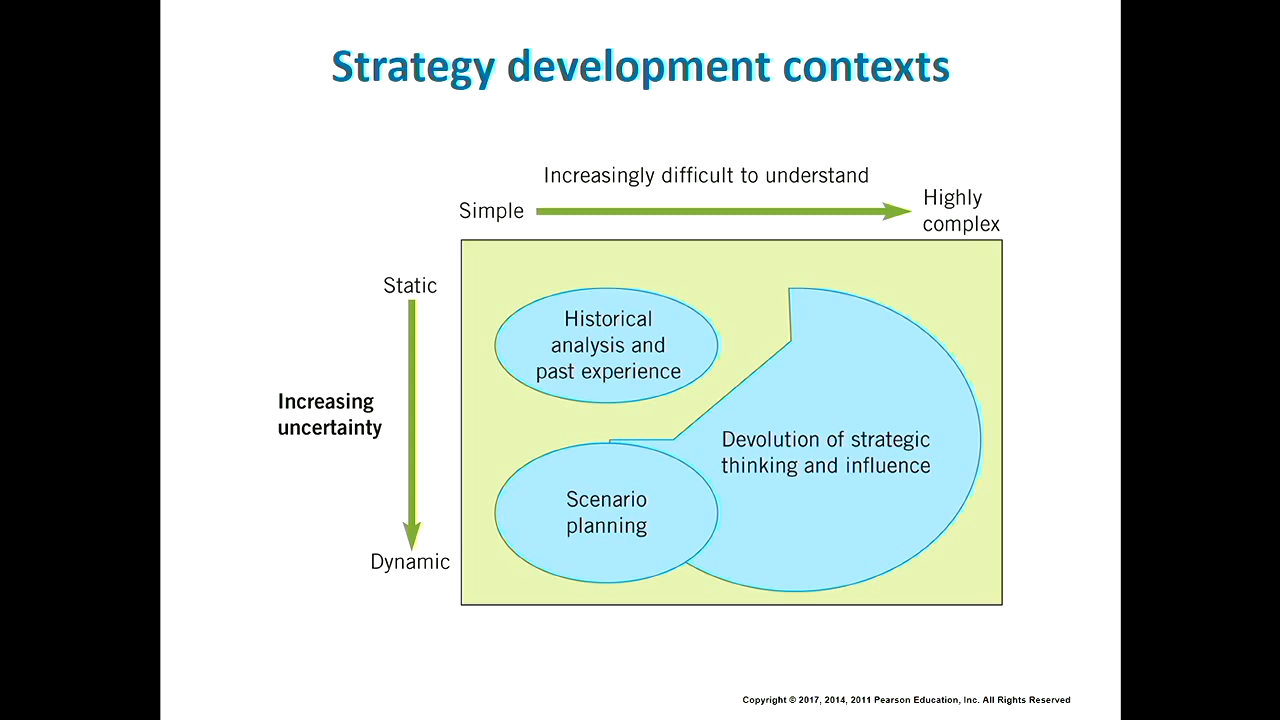 Strategy development contexts
Increasingly difficult to understand
Simple
Highly
complex
Static
Increasing
uncertainty
Dynamic
Historical
analysis and
past experience
Devolution of strategic
thinking and influence
Scenario
planning
Copyright © 2017, 2014, 2011 Pearson Education, Inc. All Rights Reserved